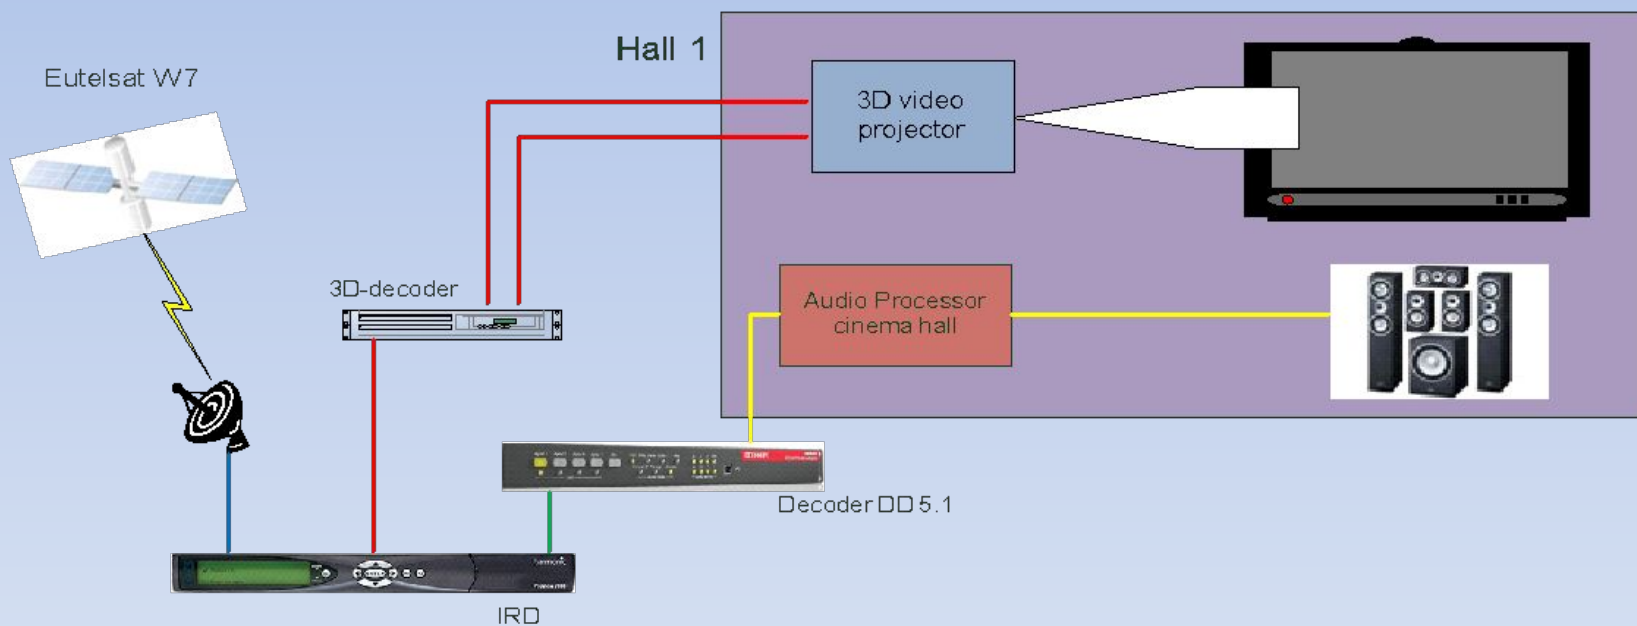 Hall 1
Eutelsat W7
3D video
projector
3D-decoder
Audio Processor
cinema hall
Decoder DD 5.1
IRD